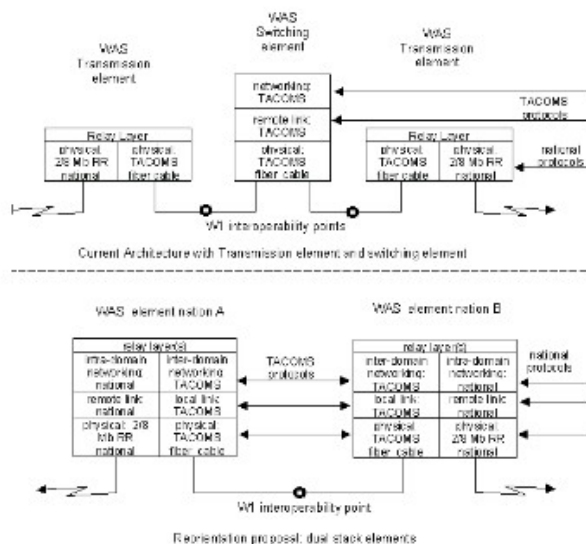 WAS
Transmission
element
WAS
Switching
element
WAS
Transmission
element
networking:
TACOMS
remote link:
TACOMS
physical:
TACOMS
fiber cable
Relay Layer
physical:
2/8 Mb RR
national
physical:
TACOMS
fiber cable
Relay Layer
physical:
TACOMS
fiber cable
physical:
2/8 Mb RR
national
TACOMS
protocols
national
protocols
W1 interoperability points
Current Architecture with Transmission element and switching element
WAS element nation A
WAS element nation B
relay layer(s)
intra-domain
networking:
national
inter-domain
networking:
TACOMS
remote link:
national
local link:
TACOMS
physical: 2/8
Mb RR
national
physical:
TACOMS
fiber cable
TACOMS
protocols
relay layer(s)
inter-domain
networking:
TACOMS
intra-domain
networking:
national
local link:
TACOMS
remote link:
national
physical:
TACOMS
fiber cable
physical:
2/8 Mb RR
national
national
protocols
W1 interoperability point
Reorientation proposal: dual stack elements